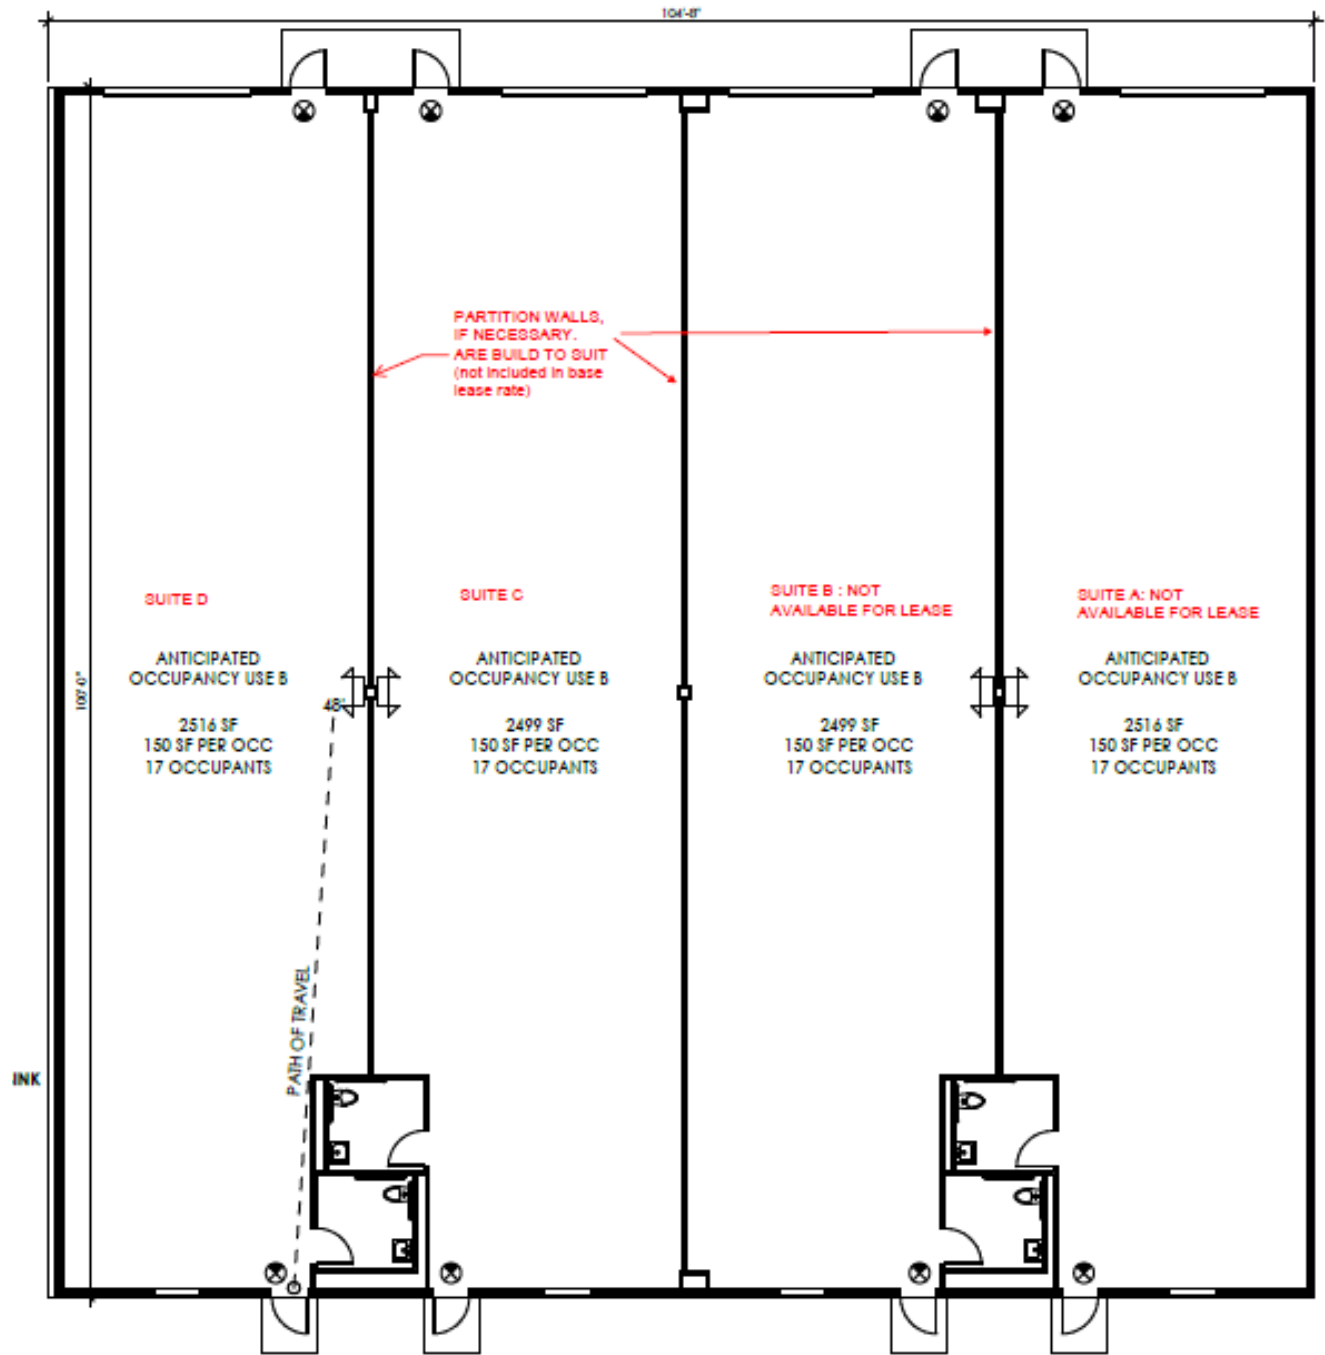 104'-8"
PARTITION WALLS,
IF NECESSARY.
ARE BUILD TO SUIT
(not included in base
lease rate)
SUITE D
ANTICIPATED
OCCUPANCY USE B
2516 SF
150 SF PER OCC
17 OCCUPANTS
SUITE C
ANTICIPATED
OCCUPANCY USE B
2499 SF
150 SF PER OCC
17 OCCUPANTS
SUITE B : NOT
AVAILABLE FOR LEASE
ANTICIPATED
OCCUPANCY USE B
2499 SF
150 SF PER OCC
17 OCCUPANTS
SUITE A: NOT
AVAILABLE FOR LEASE
ANTICIPATED
OCCUPANCY USE B
2516 SF
150 SF PER OCC
17 OCCUPANTS
100'-0"
48'
PATH OF TRAVEL
INK